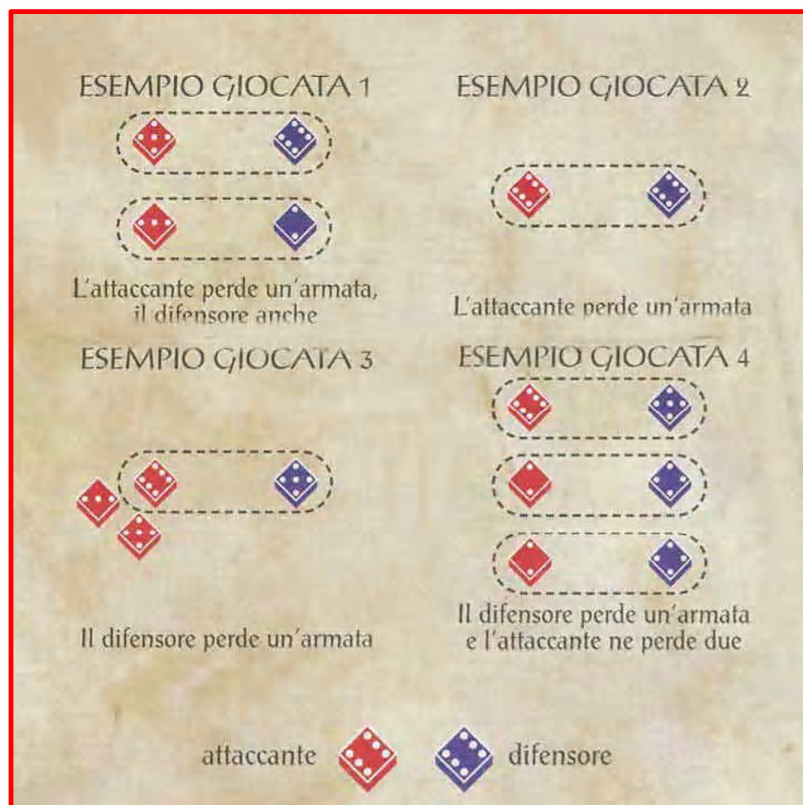 ESEMPIO GIOCATA 1
L'attaccante perde un'armata,
il difensore anche
ESEMPIO GIOCATA 2
L'attaccante perde un'armata
ESEMPIO GIOCATA 3
Il difensore perde un'armata
ESEMPIO GIOCATA 4
Il difensore perde un'armata
e l'attaccante ne perde due
attaccante
difensore